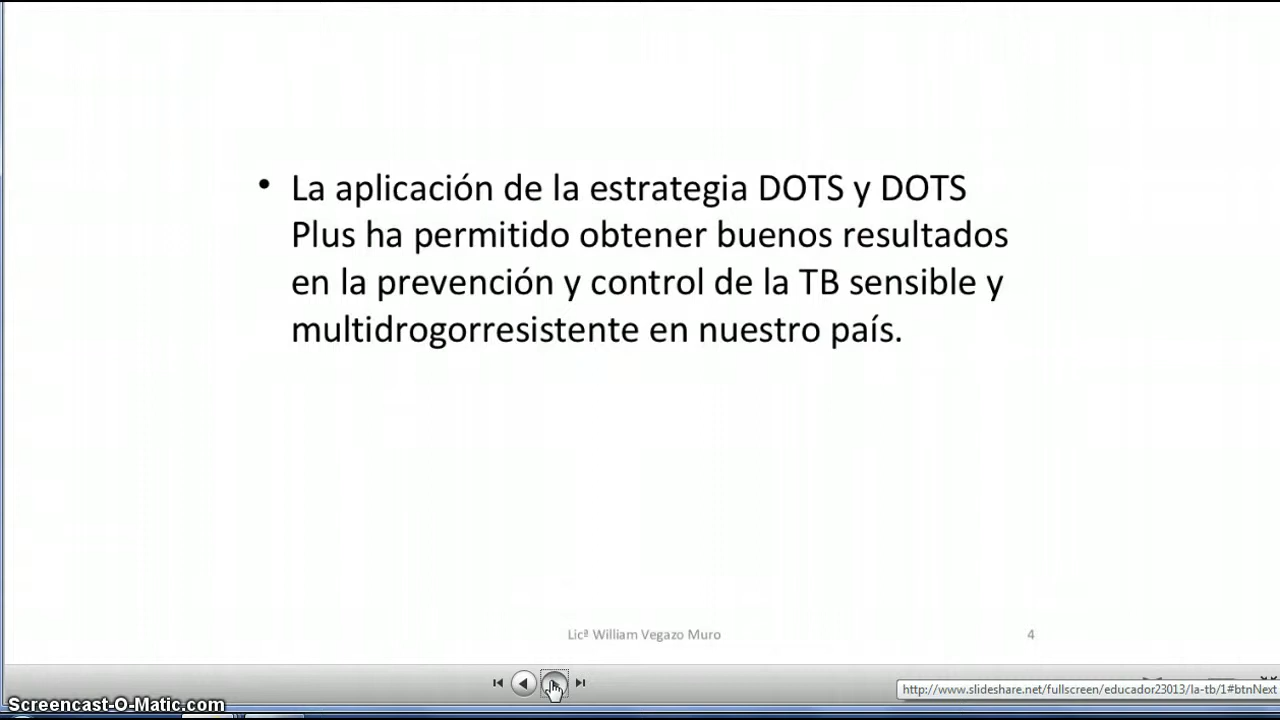 • La aplicación de la estrategia DOTS y DOTS
Plus ha permitido obtener buenos resultados
en la prevención y control de la TB sensible y
multidrogorresistente en nuestro país.
Licª William Vegazo Muro
4
http://www.slideshare.net/fullscreen/educador23013/la-tb/1#btnNext
Screencast-O-Matic.com